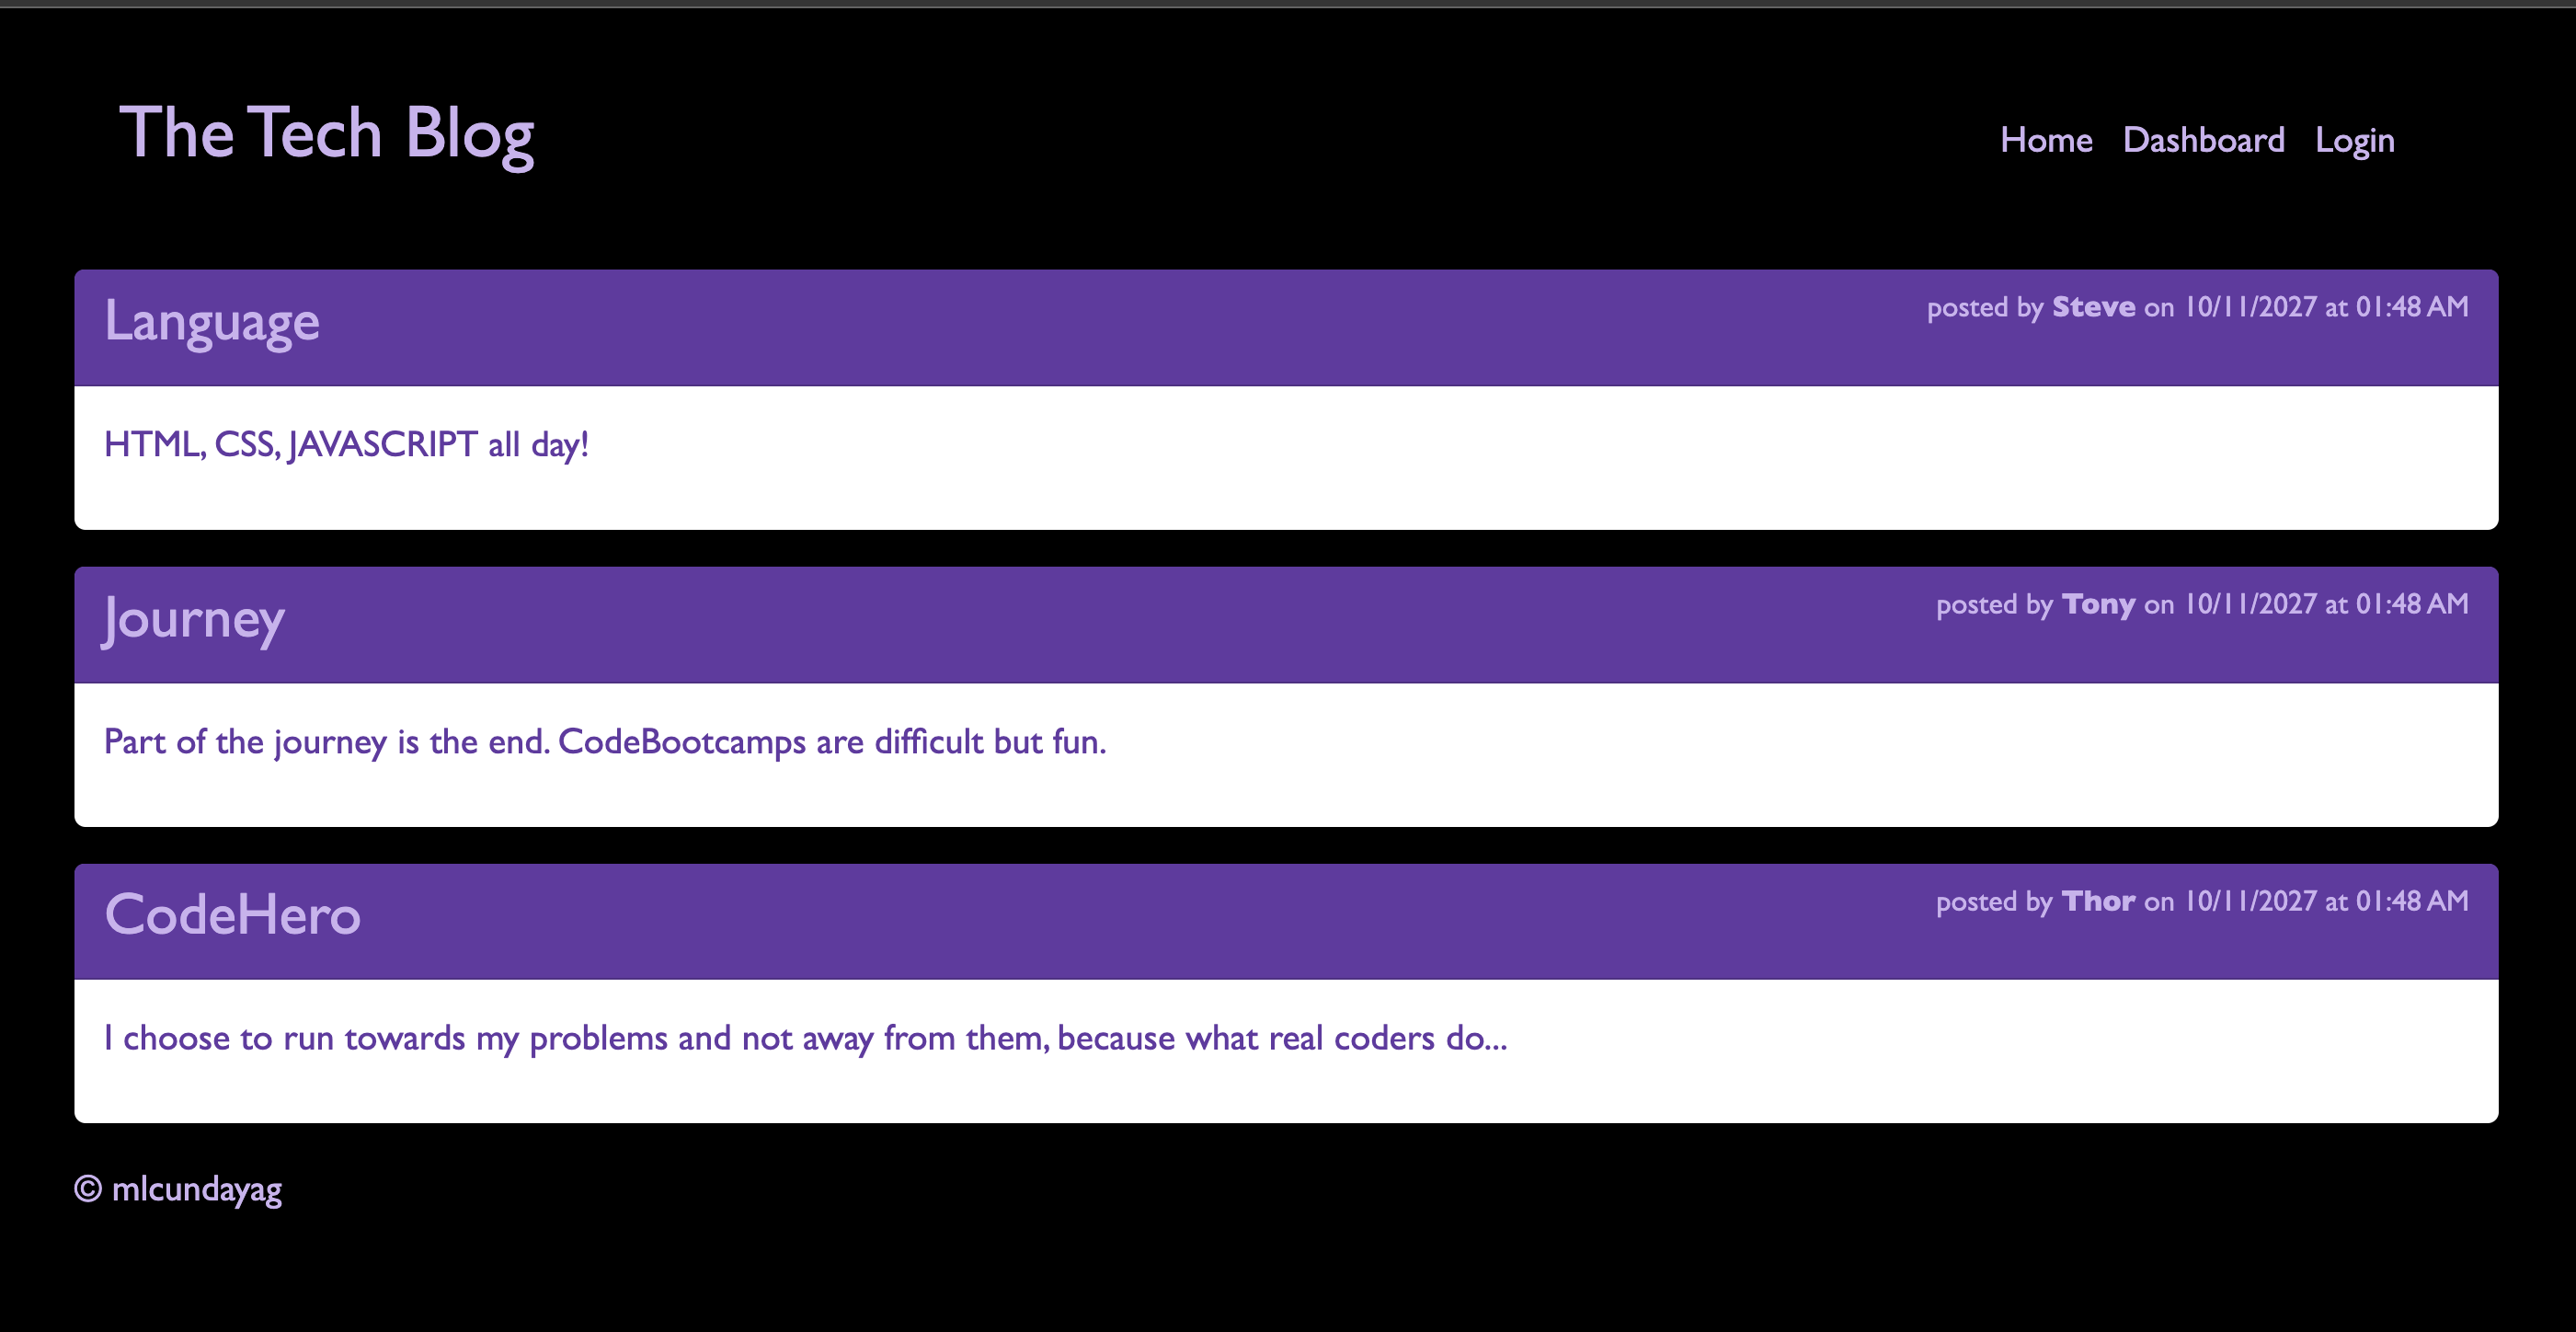 The Tech Blog
Home Dashboard Login
Language
posted by Steve on 10/11/2027 at 01:48 AM
HTML, CSS, JAVASCRIPT all day!
Journey
posted by Tony on 10/11/2027 at 01:48 AM
Part of the journey is the end. CodeBootcamps are difficult but fun.
CodeHero
posted by Thor on 10/11/2027 at 01:48 AM
I choose to run towards my problems and not away from them, because what real coders do...
© mlcundayag